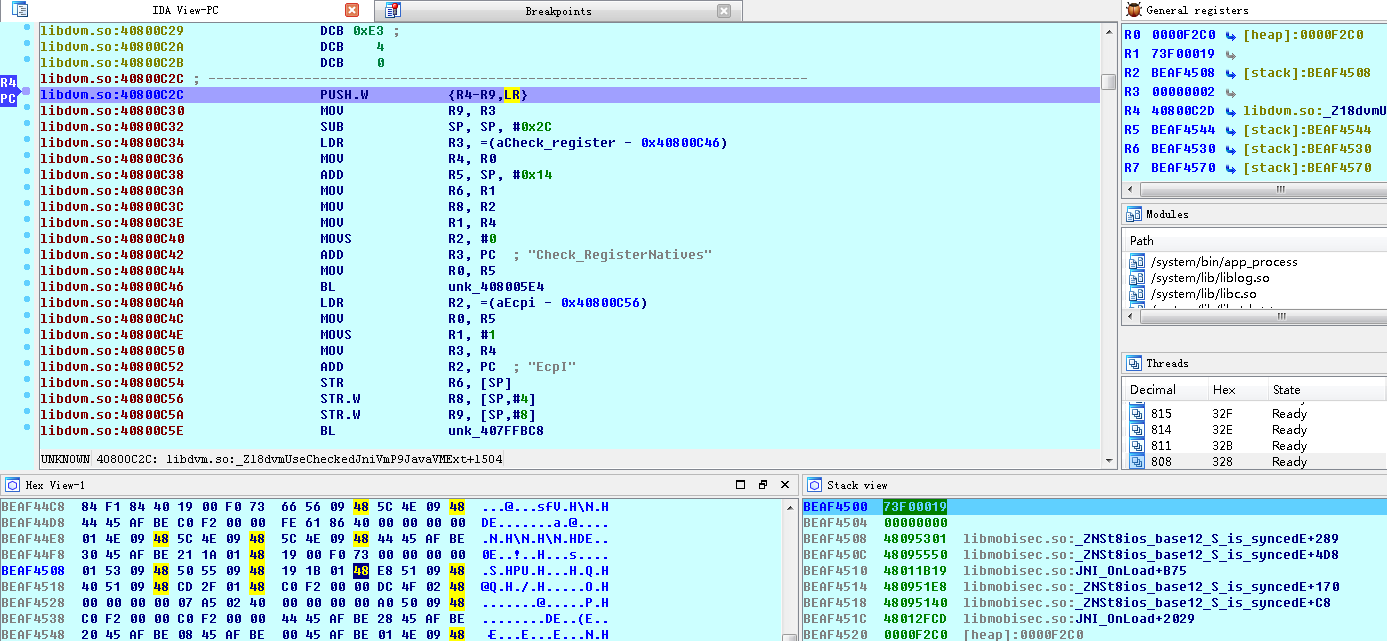 IDA View-PC
Breakpoints
libdvm.so:40800C29 DCB 0xE3 ;
libdvm.so:40800C2A DCB 4
libdvm.so:40800C2B DCB 0
libdvm.so:40800C2C ; ---------------------------------------------------------------------------
libdvm.so:40800C2C PUSH.W {R4-R9,LR}
libdvm.so:40800C30 MOV R9, R3
libdvm.so:40800C32 SUB SP, SP, #0x2C
libdvm.so:40800C34 LDR R3, =(aCheck_register - 0x40800C46)
libdvm.so:40800C36 MOV R4, R0
libdvm.so:40800C38 ADD R5, SP, #0x14
libdvm.so:40800C3A MOV R6, R1
libdvm.so:40800C3C MOV R8, R2
libdvm.so:40800C3E MOV R1, R4
libdvm.so:40800C40 MOVS R2, #0
libdvm.so:40800C42 ADD R3, PC ; "Check_RegisterNatives"
libdvm.so:40800C44 MOV R0, R5
libdvm.so:40800C46 BL unk_408005E4
libdvm.so:40800C4A LDR R2, =(aEcpi - 0x40800C56)
libdvm.so:40800C4C MOV R0, R5
libdvm.so:40800C4E MOVS R1, #1
libdvm.so:40800C50 MOV R3, R4
libdvm.so:40800C52 ADD R2, PC ; "EcpI"
libdvm.so:40800C54 STR R6, [SP]
libdvm.so:40800C56 STR.W R8, [SP,#4]
libdvm.so:40800C5A STR.W R9, [SP,#8]
libdvm.so:40800C5E BL unk_407FFBC8
R4
PC
UNKNOWN 40800C2C: libdvm.so:_Z18dvmUseCheckedJniVmP9JavaVMExt+1504
General registers
R0 0000F2C0 [heap]:0000F2C0
R1 73F00019
R2 BEAF4508 [stack]:BEAF4508
R3 00000002
R4 40800C2D libdvm.so:_Z18dvmU
R5 BEAF4544 [stack]:BEAF4544
R6 BEAF4530 [stack]:BEAF4530
R7 BEAF4570 [stack]:BEAF4570
Modules
Path
/system/bin/app_process
/system/lib/liblog.so
/system/lib/libc.so
Threads
Decimal Hex State
815 32F Ready
814 32E Ready
811 32B Ready
808 328 Ready
Hex View-1
BEAF44C8 84 F1 84 40 19 00 F0 73 66 56 09 48 5C 4E 09 48 ...@...sfV.H\N.H
BEAF44D8 44 45 AF BE C0 F2 00 00 FE 61 86 40 00 00 00 00 DE.......a.@....
BEAF44E8 01 4E 09 48 5C 4E 09 48 5C 4E 09 48 44 45 AF BE .N.H\N.H\N.HDE..
BEAF44F8 30 45 AF BE 21 1A 01 48 19 00 F0 73 00 00 00 00 0E..!..H...s....
BEAF4508 01 53 09 48 50 55 09 48 19 1B 01 48 E8 51 09 48 .S.HPU.H...H.Q.H
BEAF4518 40 51 09 48 CD 2F 01 48 C0 F2 00 00 DC 4F 02 48 @Q.H./.H.....O.H
BEAF4528 00 00 00 00 07 A5 02 40 00 00 00 00 A0 50 09 48 .......@.....P.H
BEAF4538 C0 F2 00 00 C0 F2 00 00 44 45 AF BE 28 45 AF BE ........DE..(E..
BEAF4548 20 45 AF BE 08 45 AF BE 00 45 AF BE 01 4E 09 48 .E...E...E...N.H
Stack view
BEAF4500 73F00019
BEAF4504 00000000
BEAF4508 48095301 libmobisec.so:_ZNSt8ios_base12_S_is_syncedE+289
BEAF450C 48095550 libmobisec.so:_ZNSt8ios_base12_S_is_syncedE+4D8
BEAF4510 48011B19 libmobisec.so:JNI_OnLoad+B75
BEAF4514 480951E8 libmobisec.so:_ZNSt8ios_base12_S_is_syncedE+170
BEAF4518 48095140 libmobisec.so:_ZNSt8ios_base12_S_is_syncedE+C8
BEAF451C 48012FCD libmobisec.so:JNI_OnLoad+2029
BEAF4520 0000F2C0 [heap]:0000F2C0